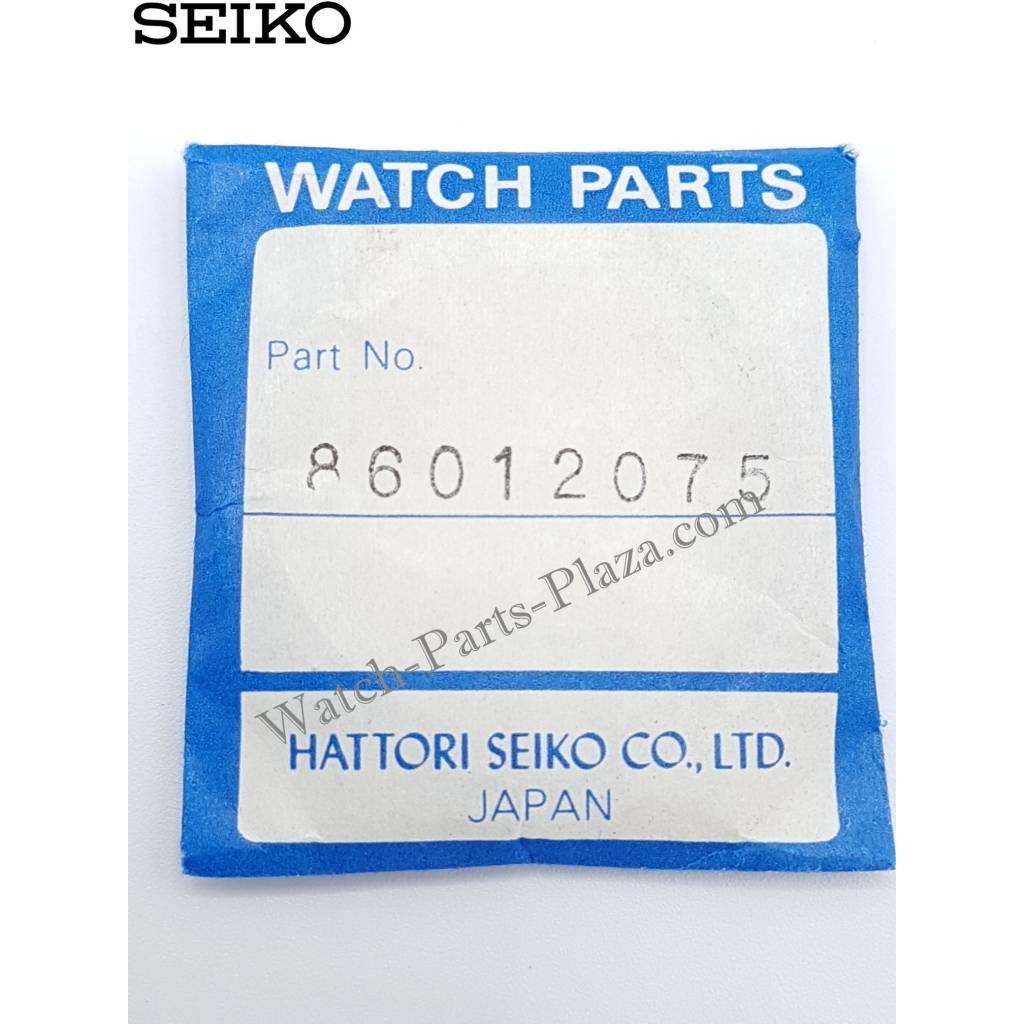 SEIKO
WATCH PARTS
Part No.
86012075
Watch-Parts-Plaza.com
HATTORI SEIKO CO., LTD.
JAPAN